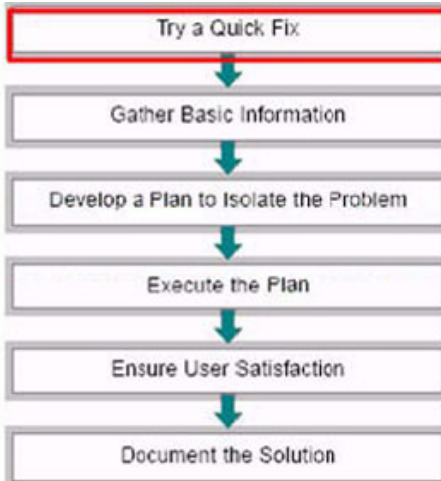 Try a Quick Fix
Gather Basic Information
Develop a Plan to Isolate the Problem
Execute the Plan
Ensure User Satisfaction
Document the Solution